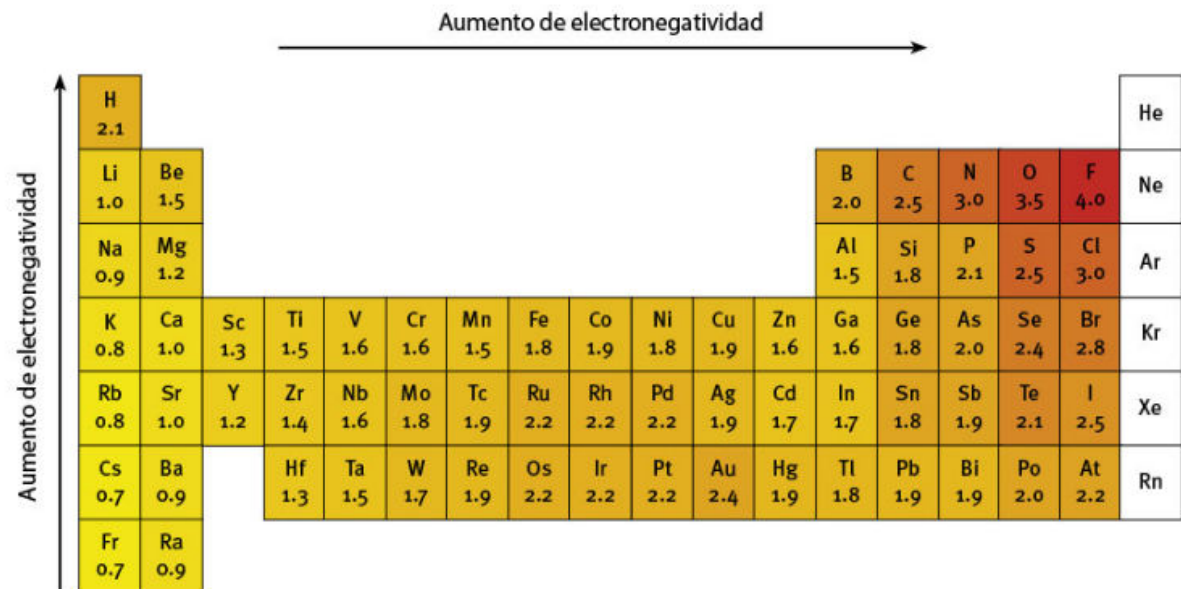 Aumento de electronegatividad
Aumento de electronegatividad
H He
2.1
Li Be B C N O F Ne
1.0 1.5 2.0 2.5 3.0 3.5 4.0
Na Mg Al Si P S Cl Ar
0.9 1.2 1.5 1.8 2.1 2.5 3.0
K Ca Sc Ti V Cr Mn Fe Co Ni Cu Zn Ga Ge As Se Br Kr
0.8 1.0 1.3 1.5 1.6 1.6 1.5 1.8 1.9 1.8 1.9 1.6 1.6 1.8 2.0 2.4 2.8
Rb Sr Y Zr Nb Mo Tc Ru Rh Pd Ag Cd In Sn Sb Te I Xe
0.8 1.0 1.2 1.4 1.6 1.8 1.9 2.2 2.2 2.2 1.9 1.7 1.7 1.8 1.9 2.1 2.5
Cs Ba Hf Ta W Re Os Ir Pt Au Hg Tl Pb Bi Po At Rn
0.7 0.9 1.3 1.5 1.7 1.9 2.2 2.2 2.2 2.4 1.9 1.8 1.9 1.9 2.0 2.2
Fr Ra
0.7 0.9